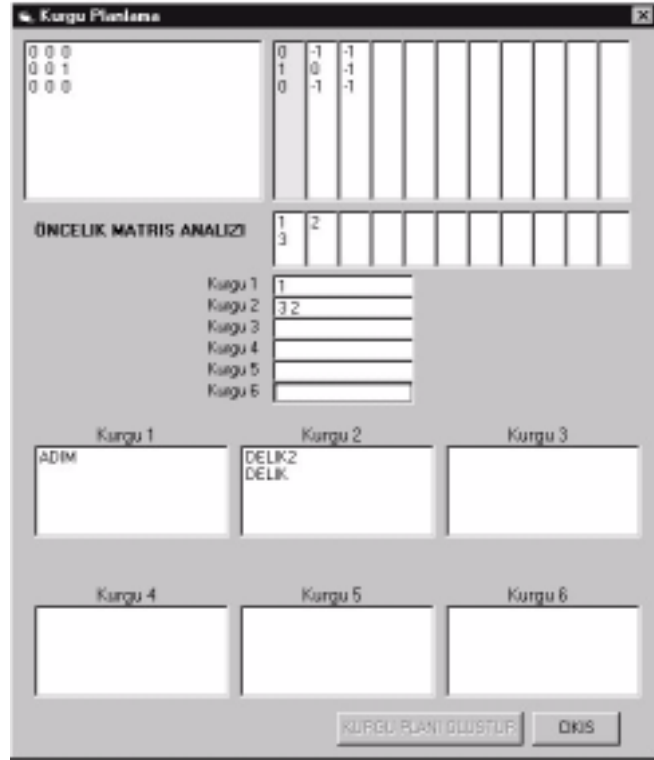 Kurgu Planlama
0 0 0
0 0 1
0 0 0
0 -1 -1
1 0 -1
0 -1 -1
ÖNCELIK MATRIS ANALIZI
1 2
3
Kurgu 1 1
Kurgu 2 3 2
Kurgu 3
Kurgu 4
Kurgu 5
Kurgu 6
Kurgu 1 Kurgu 2 Kurgu 3
ADIM DELIK2
DELIK
Kurgu 4 Kurgu 5 Kurgu 6
KURGU PLANI OLUSTUR CIKIS